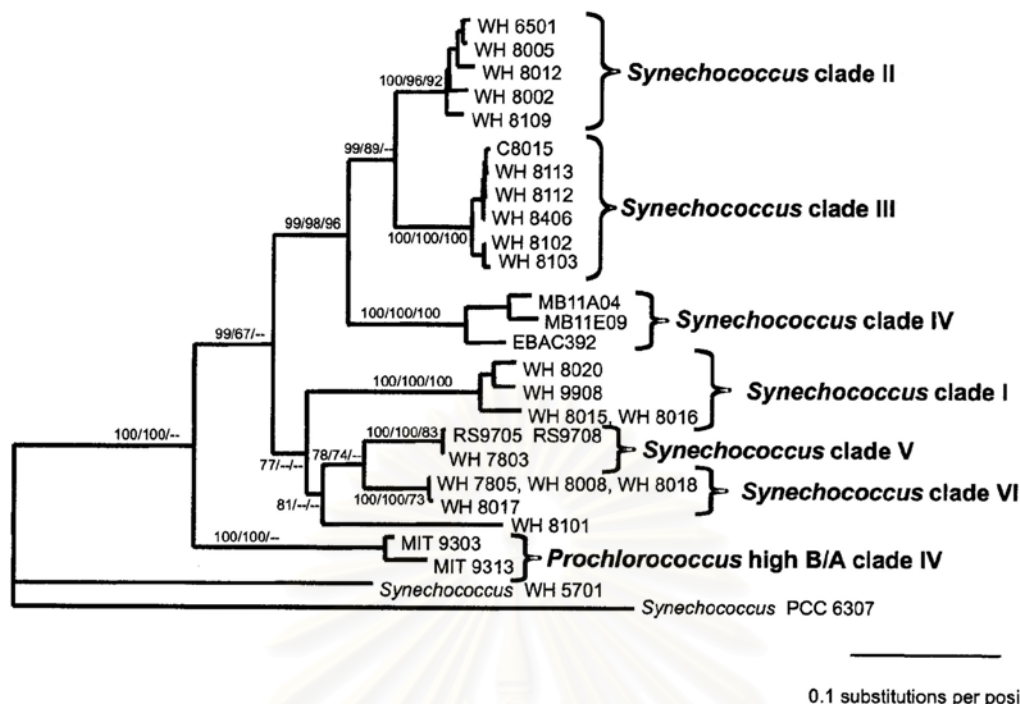 WH 6501
WH 8005
WH 8012
100/96/92
WH 8002
WH 8109
Synechococcus clade II
99/89/--
C8015
WH 8113
WH 8112
WH 8406
WH 8102
WH 8103
100/100/100
Synechococcus clade III
99/98/96
MB11A04
MB11E09
EBAC392
100/100/100
Synechococcus clade IV
99/67/--
WH 8020
WH 9908
WH 8015, WH 8016
100/100/100
Synechococcus clade I
100/100/83
RS9705 RS9708
WH 7803
Synechococcus clade V
100/100/--
77/--/--
78/74/--
WH 7805, WH 8008, WH 8018
WH 8017
100/100/73
Synechococcus clade VI
81/--/--
WH 8101
100/100/--
MIT 9303
MIT 9313
Prochlorococcus high B/A clade IV
Synechococcus WH 5701
Synechococcus PCC 6307
0.1 substitutions per posi